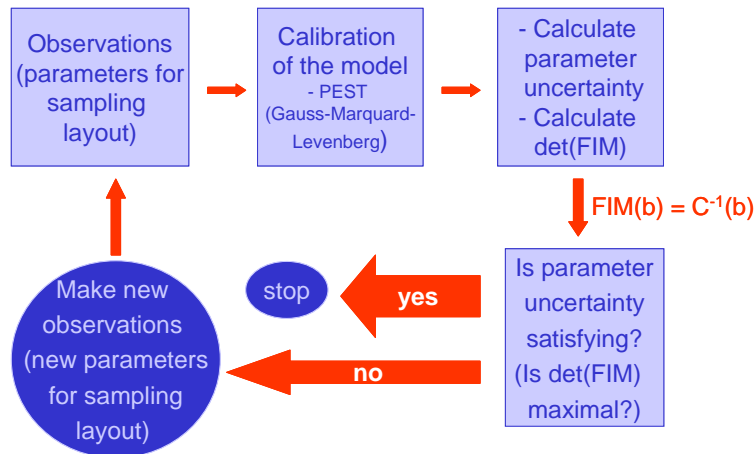 Observations
(parameters for
sampling
layout)
Calibration
of the model
- PEST
(Gauss-Marquard-
Levenberg)
- Calculate
parameter
uncertainty
- Calculate
det(FIM)
FIM(b) = C⁻¹(b)
Is parameter
uncertainty
satisfying?
(Is det(FIM)
maximal?)
yes
stop
no
Make new
observations
(new parameters
for sampling
layout)